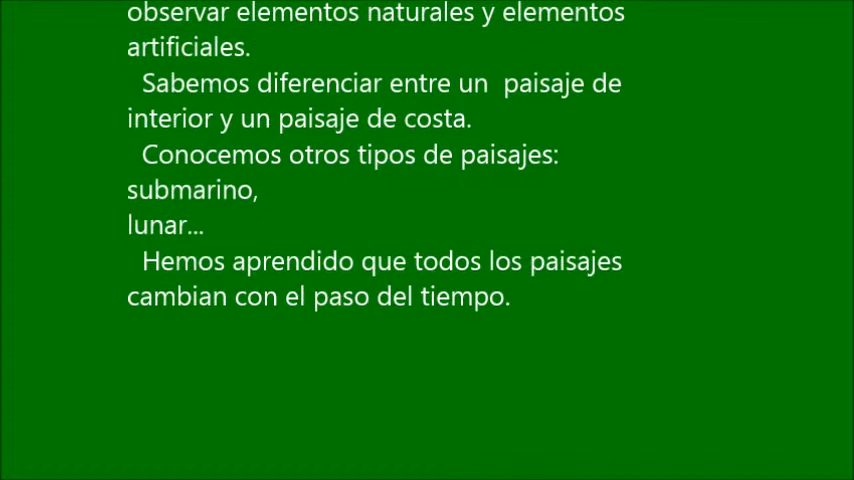 observar elementos naturales y elementos
artificiales.
Sabemos diferenciar entre un  paisaje de
interior y un paisaje de costa.
Conocemos otros tipos de paisajes:
submarino,
lunar...
Hemos aprendido que todos los paisajes
cambian con el paso del tiempo.